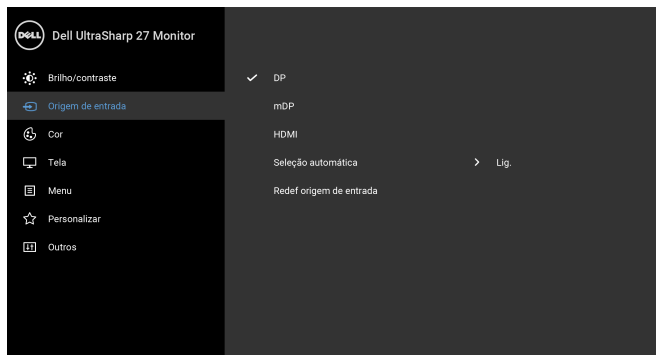 DELL Dell UltraSharp 27 Monitor
Brilho/contraste
DP
Origem de entrada
mDP
Cor
HDMI
Tela
Seleção automática
Lig.
Menu
Redef origem de entrada
Personalizar
Outros